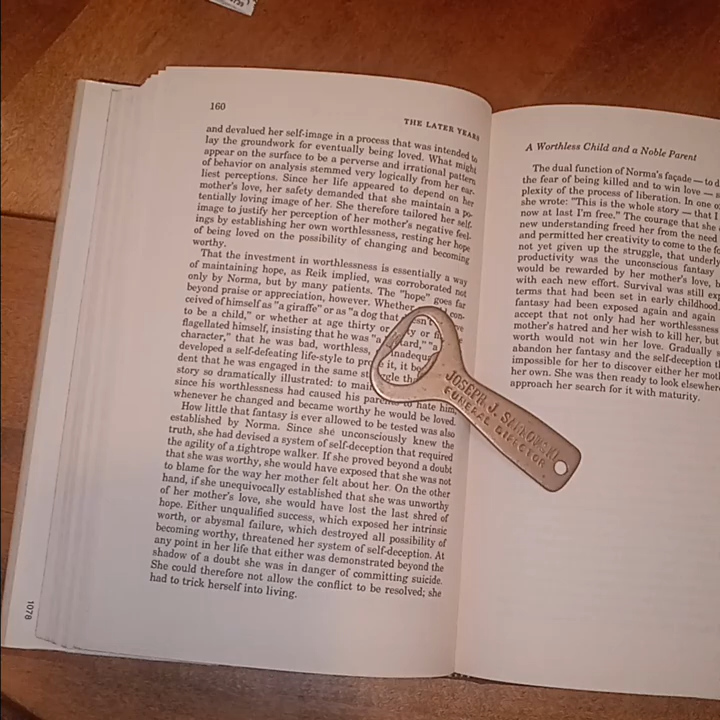 160
THE LATER YEARS
and devalued her self-image in a process that was intended to
lay the groundwork for eventually being loved. What might
appear on the surface to be a perverse and irrational pattern
of behavior on analysis stemmed very logically from her ear-
liest perceptions. Since her life appeared to depend on her
mother's love, her safety demanded that she maintain a po-
tentially loving image of her. She therefore tailored her self-
image to justify her perception of her mother's negative feel-
ings by establishing her own worthlessness, resting her hope
of being loved on the possibility of changing and becoming
worthy.
That the investment in worthlessness is essentially a way
of maintaining hope, as Reik implied, was corroborated not
only by Norma, but by many patients. The "hope" goes far
beyond praise or appreciation, however. Whether
ceived of himself as "a giraffe" or as "a dog that
to be a child," or whether at age thirty or
flagellated himself, insisting that he was "a
character," that he was bad, worthless,
developed a self-defeating life-style to it, it
dent that he was engaged in the same
story so dramatically illustrated: to
since his worthlessness had caused his to hate him,
whenever he changed and became worthy he would be loved.
How little that fantasy is ever allowed to be tested was also
established by Norma. Since she unconsciously knew the
truth, she had devised a system of self-deception that required
the agility of a tightrope walker. If she proved beyond a doubt
that she was worthy, she would have exposed that she was not
to blame for the way her mother felt about her. On the other
hand, if she unequivocally established that she was unworthy
of her mother's love, she would have lost the last shred of
hope. Either unqualified success, which exposed her intrinsic
worth, or abysmal failure, which destroyed all possibility of
becoming worthy, threatened her system of self-deception. At
any point in her life that either was demonstrated beyond the
shadow of a doubt she was in danger of committing suicide.
She could therefore not allow the conflict to be resolved; she
had to trick herself into living.
1078
JOSEPH J.
FUNERAL DIRECTOR
A Worthless Child and a Noble Parent
The dual function of Norma's façade — to
the fear of being killed and to win love —
plexity of the process of liberation. In one
she wrote: "This is the whole story — that I
now at last I'm free." The courage that she
new understanding freed her from the need
and permitted her creativity to come to the
not yet given up the struggle, that
productivity was the unconscious fantasy
would be rewarded by her mother's love,
with each new effort. Survival was still
terms that had been set in early childhood.
fantasy had been exposed again and again
accept that not only had her worthlessness
mother's hatred and her wish to kill her, but
worth would not win her love. Gradually
abandon her fantasy and the self-deception
impossible for her to discover either her
her own. She was then ready to look
approach her search for it with maturity.